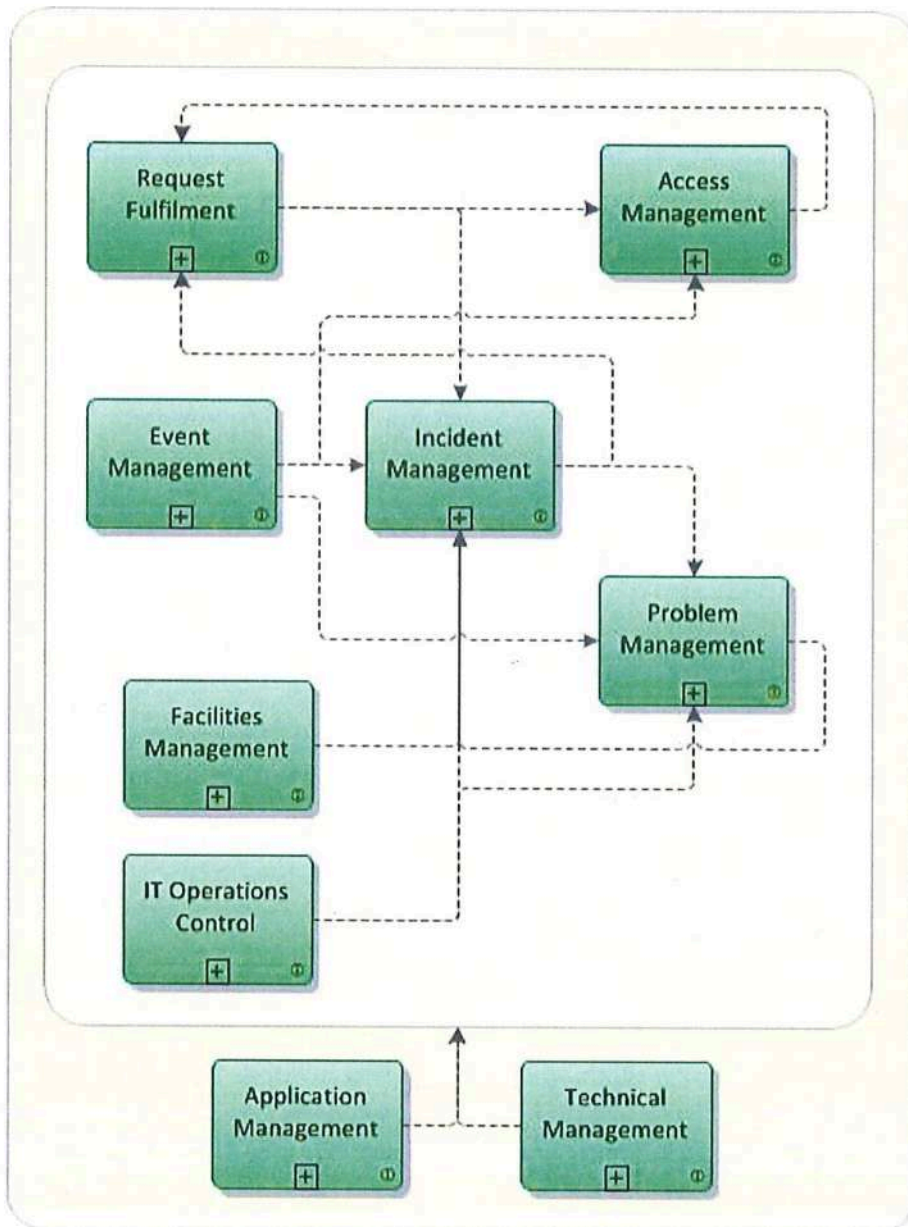 Request
Fulfilment
Access
Management
Event
Management
Incident
Management
Problem
Management
Facilities
Management
IT Operations
Control
Application
Management
Technical
Management